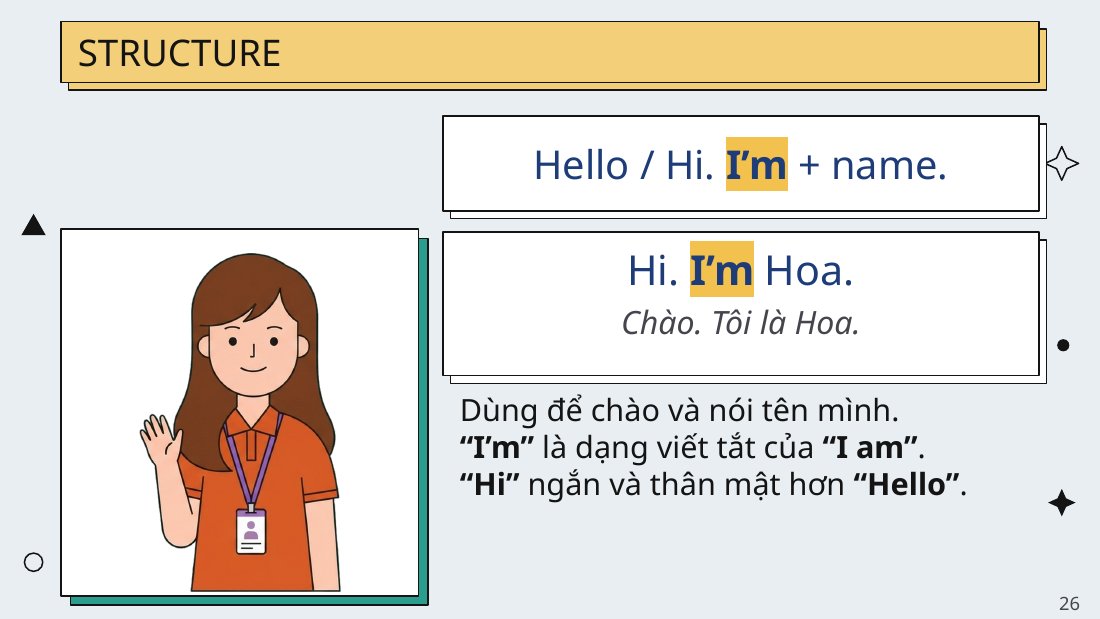 STRUCTURE
Hello / Hi. I’m + name.
Hi. I’m Hoa.
Chào. Tôi là Hoa.
Dùng để chào và nói tên mình.
“I’m” là dạng viết tắt của “I am”.
“Hi” ngắn và thân mật hơn “Hello”.
26